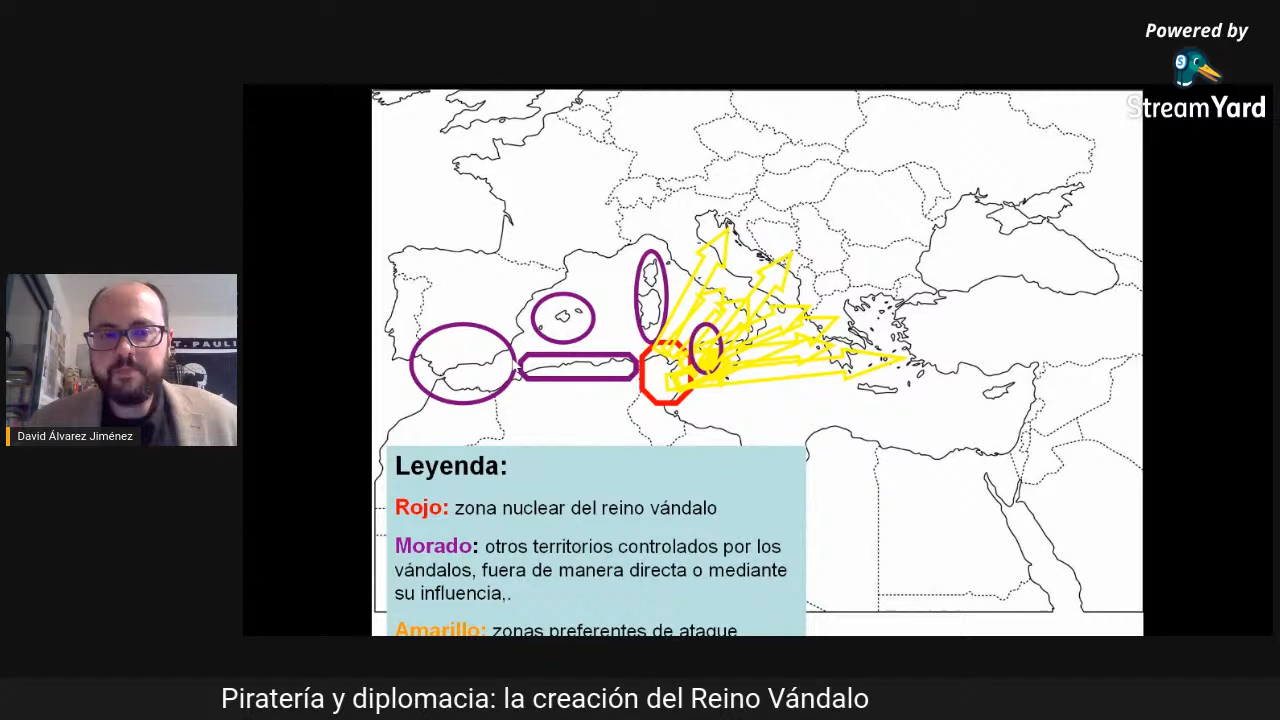 Powered by
StreamYard
T. PAULI
David Álvarez Jiménez
Leyenda:
Rojo: zona nuclear del reino vándalo
Morado: otros territorios controlados por los
vándalos, fuera de manera directa o mediante
su influencia,.
Amarillo: zonas preferentes de ataque
Piratería y diplomacia: la creación del Reino Vándalo